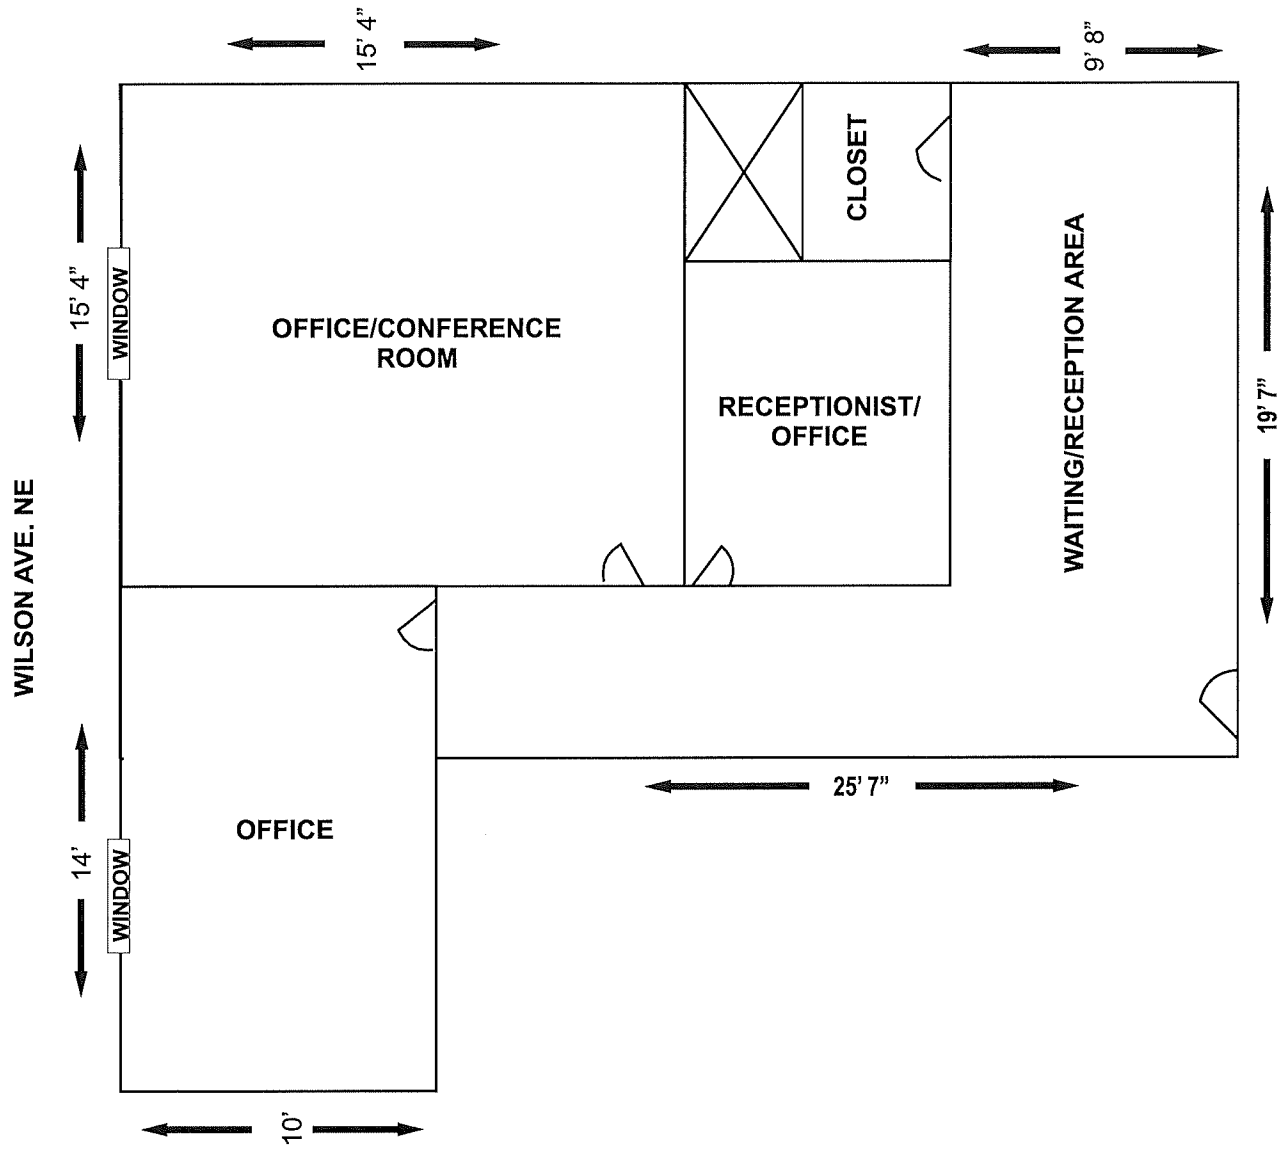 15' 4”
9' 8”
15' 4”
WINDOW
CLOSET
OFFICE/CONFERENCE
ROOM
RECEPTIONIST/
OFFICE
WAITING/RECEPTION AREA
19' 7”
WILSON AVE. NE
25' 7”
14'
WINDOW
OFFICE
10'